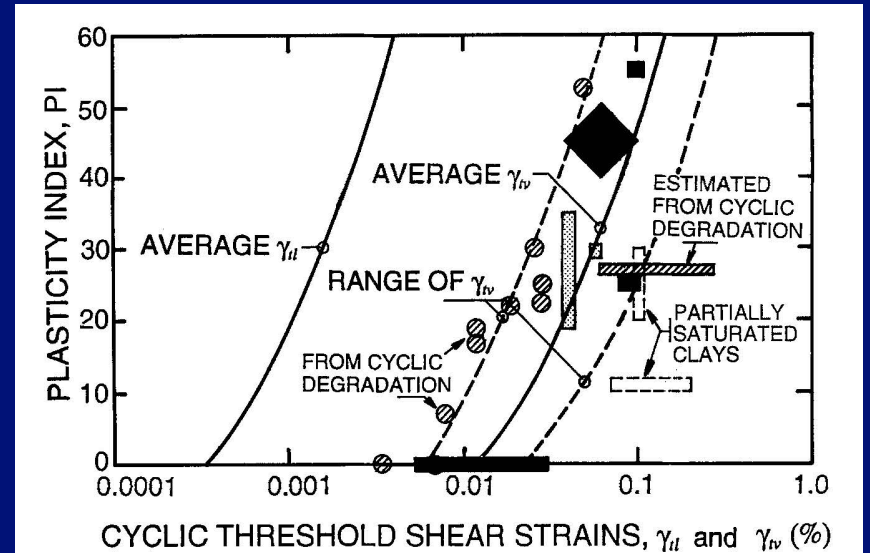 60
50
40
30
20
10
0
PLASTICITY INDEX, PI
AVERAGE γtl
AVERAGE γtv
RANGE OF γtv
FROM CYCLIC
DEGRADATION
ESTIMATED
FROM CYCLIC
DEGRADATION
PARTIALLY
SATURATED
CLAYS
0.0001
0.001
0.01
0.1
1.0
CYCLIC THRESHOLD SHEAR STRAINS, γtl and γtv (%)